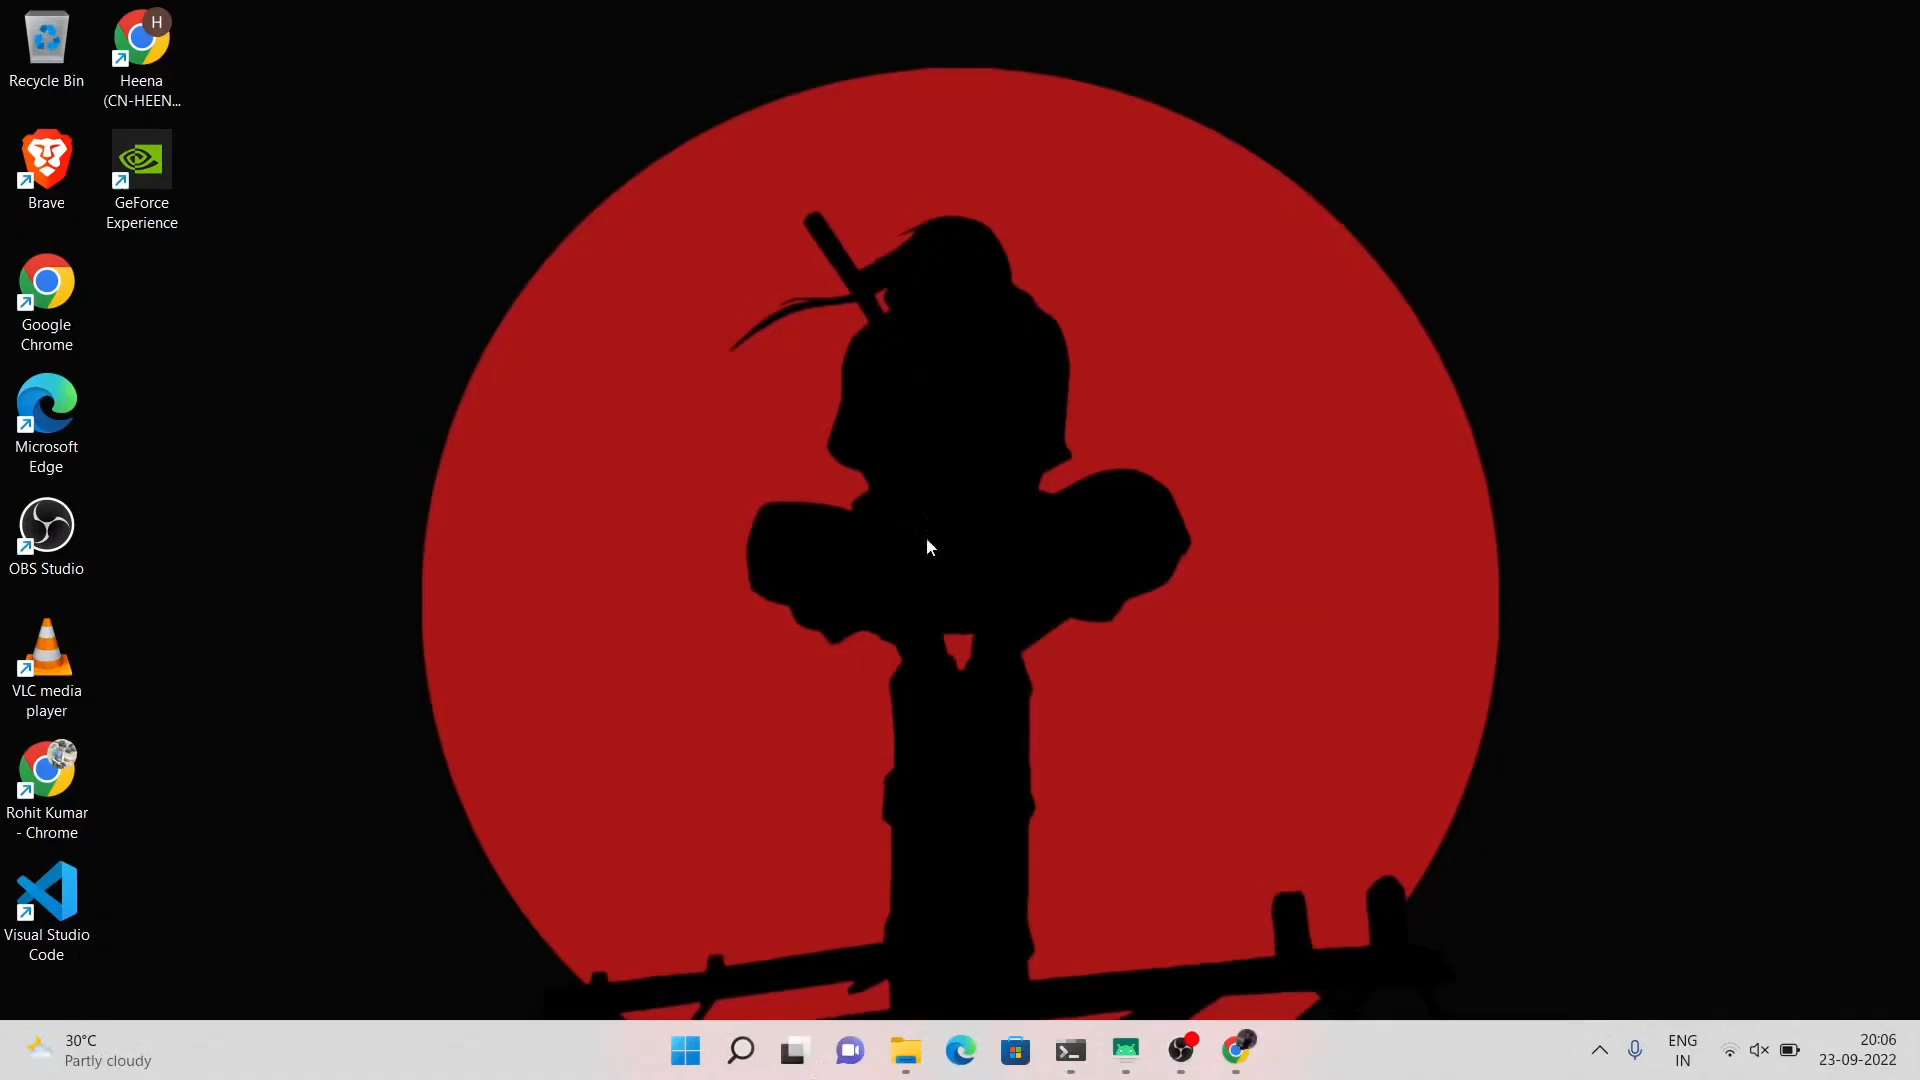 Recycle Bin
Heena
(CN-HEEN...
H
Brave
GeForce
Experience
Google
Chrome
Microsoft
Edge
OBS Studio
VLC media
player
Rohit Kumar
- Chrome
Visual Studio
Code
30°C
Partly cloudy
ENG
IN
20:06
23-09-2022